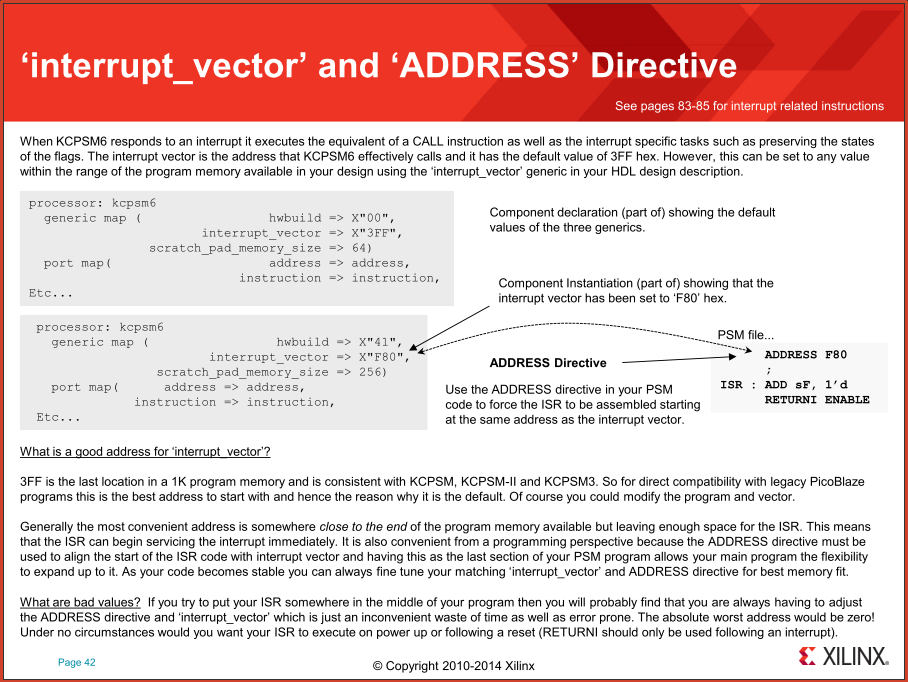 ‘interrupt_vector’ and ‘ADDRESS’ Directive
See pages 83-85 for interrupt related instructions
When KCPSM6 responds to an interrupt it executes the equivalent of a CALL instruction as well as the interrupt specific tasks such as preserving the states
of the flags. The interrupt vector is the address that KCPSM6 effectively calls and it has the default value of 3FF hex. However, this can be set to any value
within the range of the program memory available in your design using the ‘interrupt_vector’ generic in your HDL design description.
processor: kcpsm6
generic map ( hwbuild => X"00",
interrupt_vector => X"3FF",
scratch_pad_memory_size => 64)
port map( address => address,
instruction => instruction,
Etc...
Component declaration (part of) showing the default
values of the three generics.
Component Instantiation (part of) showing that the
interrupt vector has been set to ‘F80’ hex.
processor: kcpsm6
generic map ( hwbuild => X"41",
interrupt_vector => X"F80",
scratch_pad_memory_size => 256)
port map( address => address,
instruction => instruction,
Etc...
ADDRESS Directive
Use the ADDRESS directive in your PSM
code to force the ISR to be assembled starting
at the same address as the interrupt vector.
PSM file...
ADDRESS F80
;
ISR : ADD sF, 1'd
RETURNI ENABLE
What is a good address for ‘interrupt_vector’?
3FF is the last location in a 1K program memory and is consistent with KCPSM, KCPSM-II and KCPSM3. So for direct compatibility with legacy PicoBlaze
programs this is the best address to start with and hence the reason why it is the default. Of course you could modify the program and vector.
Generally the most convenient address is somewhere close to the end of the program memory available but leaving enough space for the ISR. This means
that the ISR can begin servicing the interrupt immediately. It is also convenient from a programming perspective because the ADDRESS directive must be
used to align the start of the ISR code with interrupt vector and having this as the last section of your PSM program allows your main program the flexibility
to expand up to it. As your code becomes stable you can always fine tune your matching ‘interrupt_vector’ and ADDRESS directive for best memory fit.
What are bad values? If you try to put your ISR somewhere in the middle of your program then you will probably find that you are always having to adjust
the ADDRESS directive and ‘interrupt_vector’ which is just an inconvenient waste of time as well as error prone. The absolute worst address would be zero!
Under no circumstances would you want your ISR to execute on power up or following a reset (RETURNI should only be used following an interrupt).
Page 42
© Copyright 2010-2014 Xilinx
XILINX